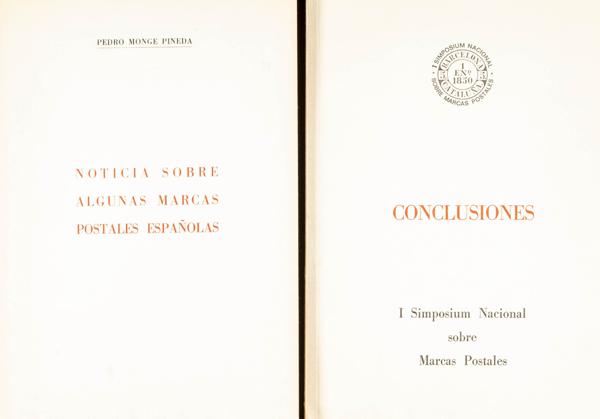 PEDRO MONGE PINEDA
NOTICIA SOBRE
ALGUNAS MARCAS
POSTALES ESPAÑOLAS
I SIMPOSIUM NACIONAL
SOBRE MARCAS POSTALES
BARCELONA
1
ENº
1850
CATALUÑA
CONCLUSIONES
I Simposium Nacional
sobre
Marcas Postales